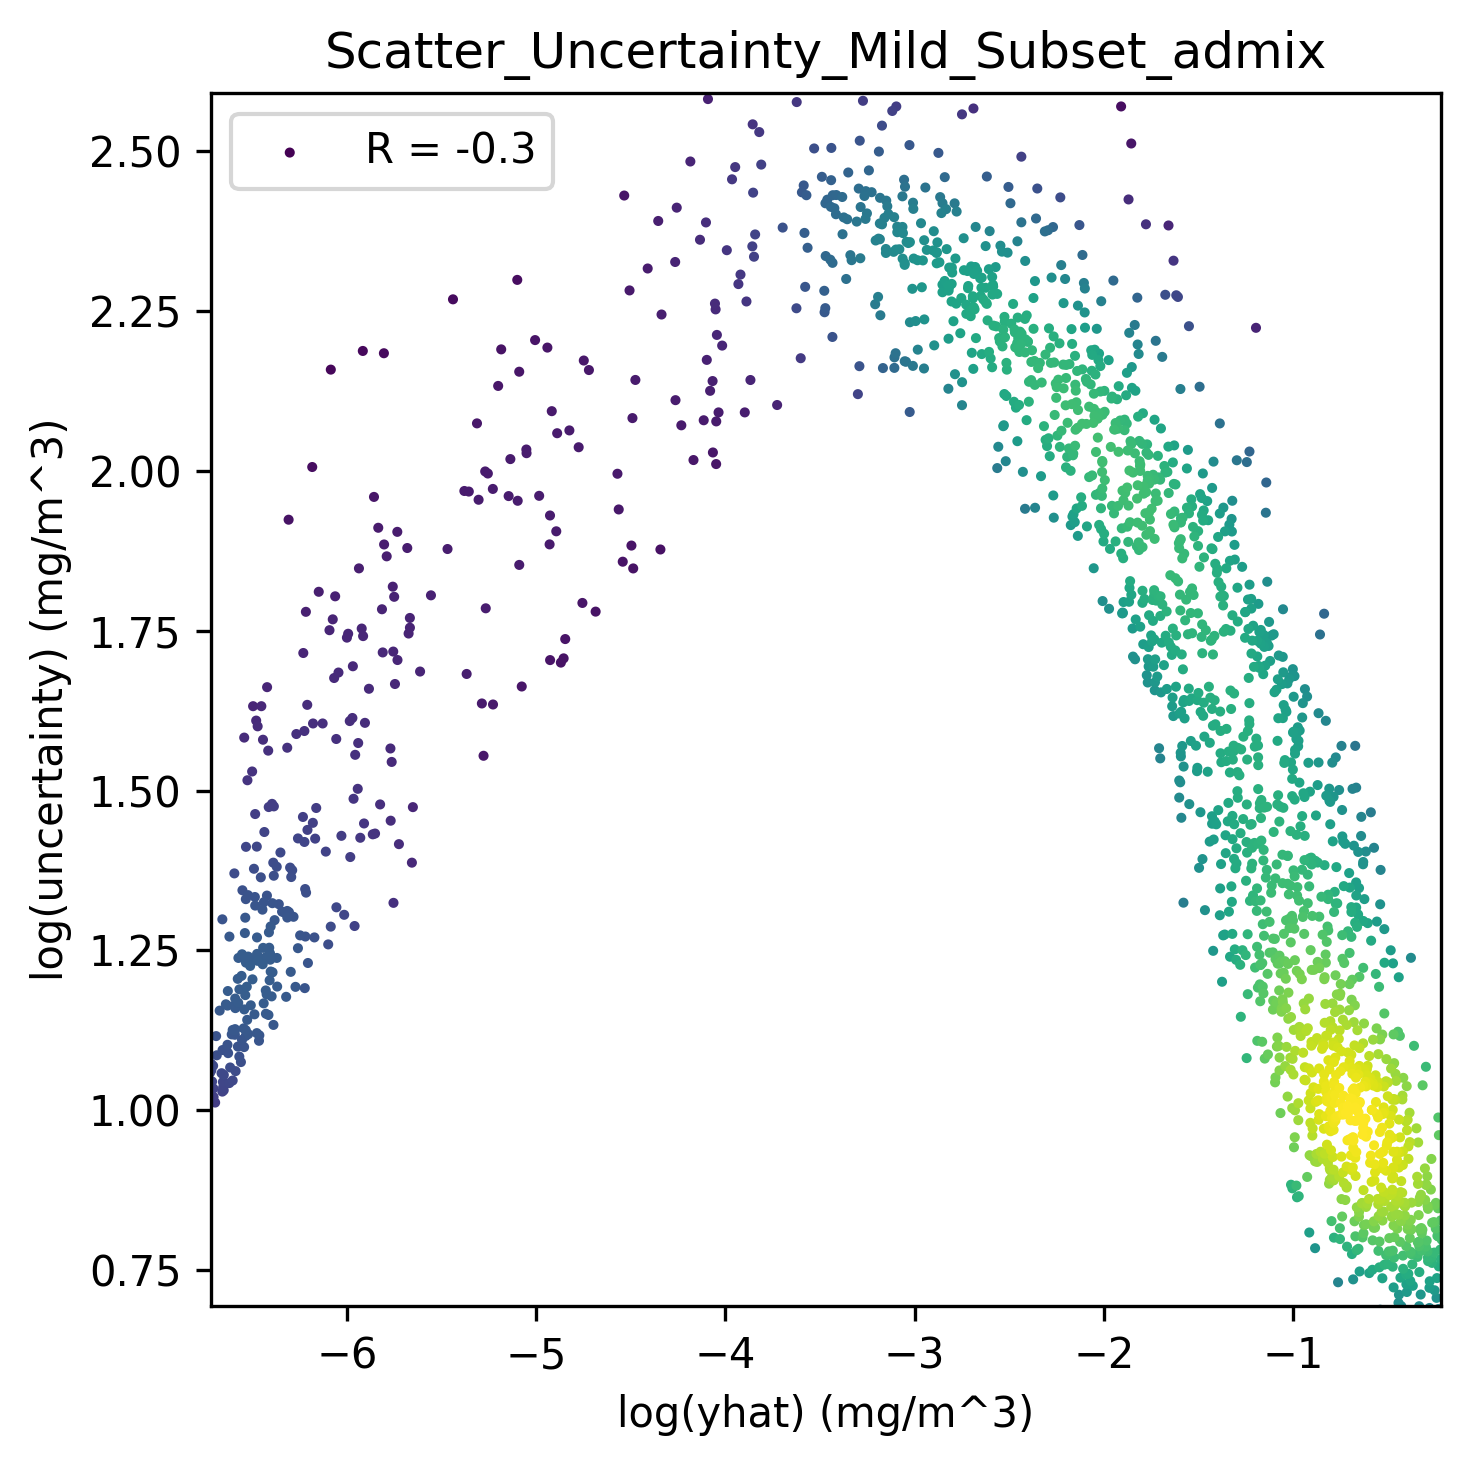 Scatter_Uncertainty_Mild_Subset_admix
R = -0.3
2.50
2.25
2.00
1.75
1.50
1.25
1.00
0.75
log(uncertainty) (mg/m^3)
−6 −5 −4 −3 −2 −1
log(yhat) (mg/m^3)